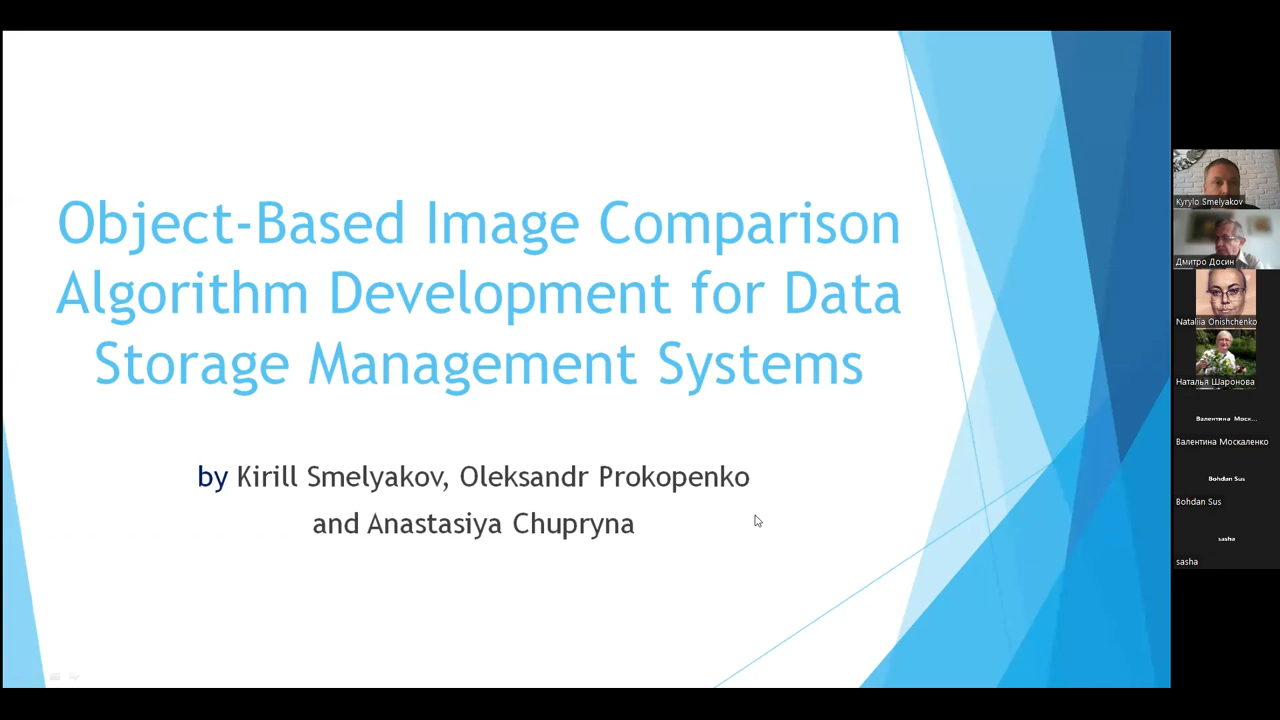 Object-Based Image Comparison
Algorithm Development for Data
Storage Management Systems
by Kirill Smelyakov, Oleksandr Prokopenko
and Anastasiya Chupryna
Kyrylo Smelyakov
Дмитро Досин
Nataliia Onishchenko
Наталья Шаронова
Валентина Моск...
Валентина Москаленко
Bohdan Sus
Bohdan Sus
sasha
sasha